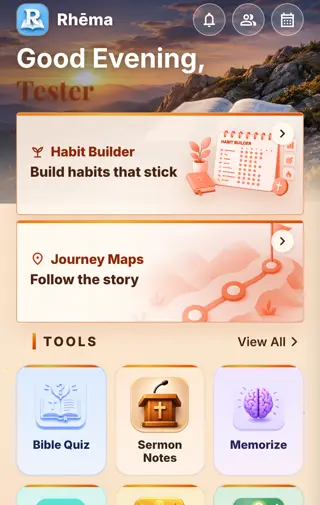 Rhēma
Good Evening,
Tester
Habit Builder
Build habits that stick
HABIT BUILDER
Journey Maps
Follow the story
TOOLS
View All
Bible Quiz
Sermon
Notes
Memorize